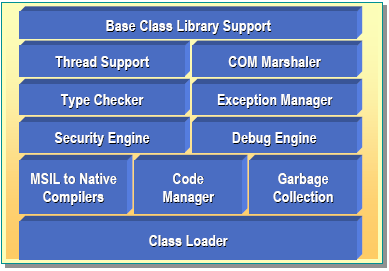 Base Class Library Support
Thread Support
COM Marshaler
Type Checker
Exception Manager
Security Engine
Debug Engine
MSIL to Native
Compilers
Code
Manager
Garbage
Collection
Class Loader